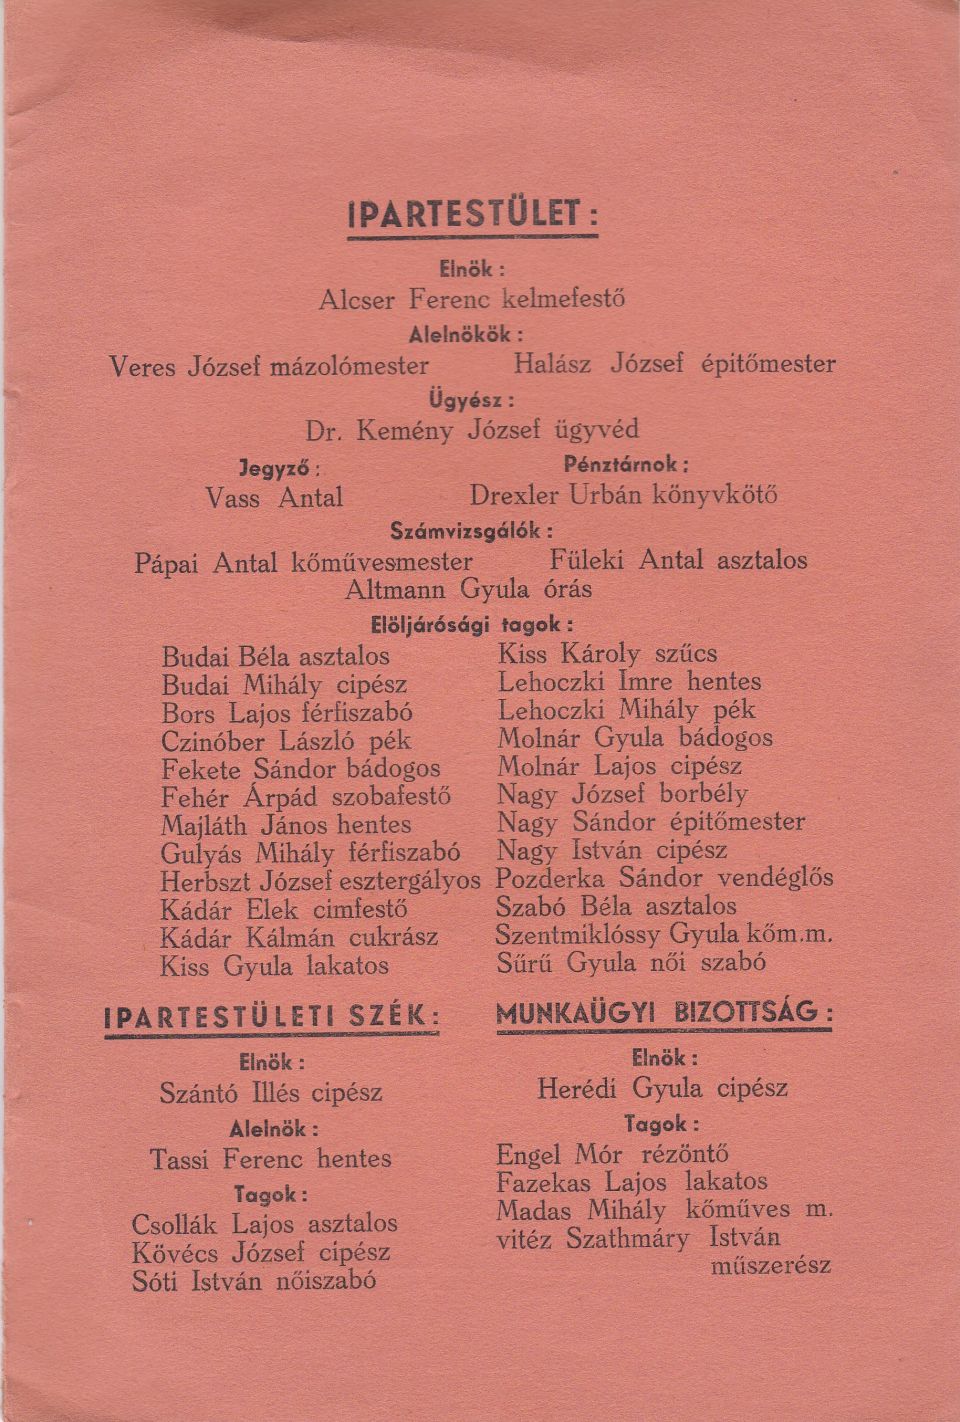 IPARTESTÜLET:
Elnök:
Alcser Ferenc kelmefestő
Alelnökök:
Veres József mázolómester Halász József épitőmester
Ügyész:
Dr. Kemény József ügyvéd
Jegyző: Pénztárnok:
Vass Antal Drexler Urbán könyvkötő
Számvizsgálók:
Pápai Antal kőművesmester Füleki Antal asztalos
Altmann Gyula órás
Elöljárósági tagok:
Budai Béla asztalos
Budai Mihály cipész
Bors Lajos férfiszabó
Czinóber László pék
Fekete Sándor bádogos
Fehér Árpád szobafestő
Majláth János hentes
Gulyás Mihály férfiszabó
Herbszt József esztergályos
Kádár Elek cimfestő
Kádár Kálmán cukrász
Kiss Gyula lakatos
Kiss Károly szűcs
Lehoczki Imre hentes
Lehoczki Mihály pék
Molnár Gyula bádogos
Molnár Lajos cipész
Nagy József borbély
Nagy Sándor épitőmester
Nagy István cipész
Pozderka Sándor vendéglős
Szabó Béla asztalos
Szentmiklóssy Gyula kőm.m.
Sűrű Gyula női szabó
IPARTESTÜLETI SZÉK:
Elnök:
Szántó Illés cipész
Alelnök:
Tassi Ferenc hentes
Tagok:
Csollák Lajos asztalos
Kövécs József cipész
Sóti István nőiszabó
MUNKAÜGYI BIZOTTSÁG:
Elnök:
Herédi Gyula cipész
Tagok:
Engel Mór rézöntő
Fazekas Lajos lakatos
Madas Mihály kőműves m.
vitéz Szathmáry István
műszerész